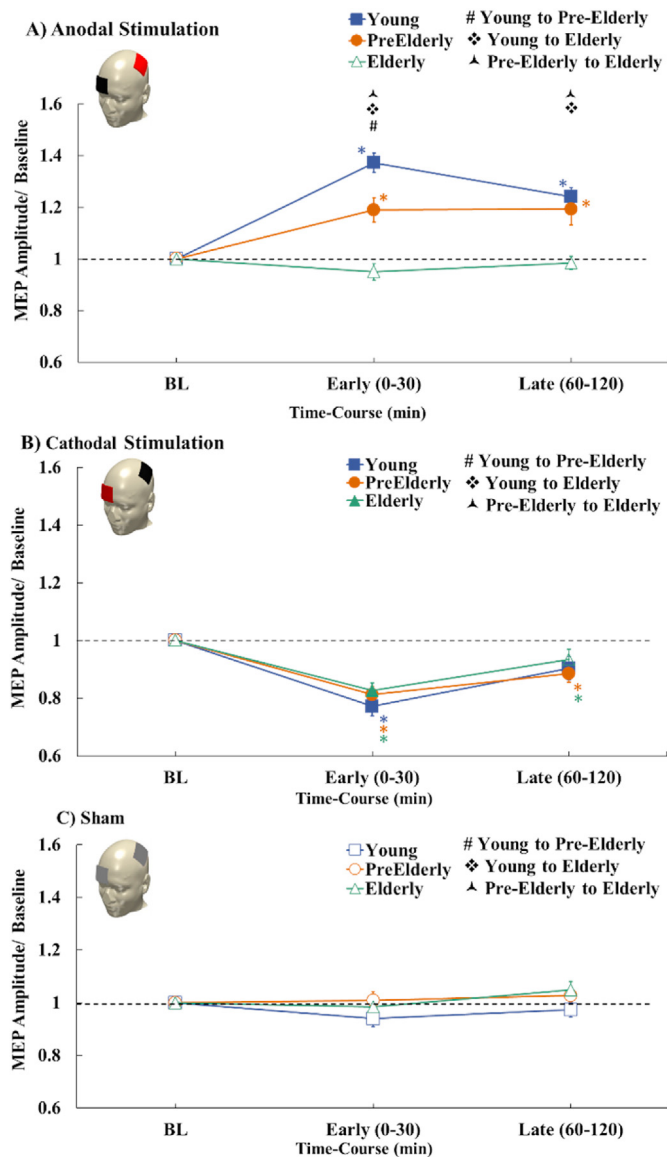 A) Anodal Stimulation
Young
PreElderly
Elderly
# Young to Pre-Elderly
❖ Young to Elderly
Pre-Elderly to Elderly
MEP Amplitude/ Baseline
1.6
1.4
1.2
1
0.8
0.6
#
*
*
*
*
BL
Early (0-30)
Late (60-120)
Time-Course (min)
B) Cathodal Stimulation
Young
PreElderly
Elderly
# Young to Pre-Elderly
❖ Young to Elderly
Pre-Elderly to Elderly
MEP Amplitude/ Baseline
1.6
1.4
1.2
1
0.8
0.6
*
*
*
*
*
BL
Early (0-30)
Late (60-120)
Time-Course (min)
C) Sham
Young
PreElderly
Elderly
# Young to Pre-Elderly
❖ Young to Elderly
Pre-Elderly to Elderly
MEP Amplitude/ Baseline
1.6
1.4
1.2
1
0.8
0.6
BL
Early (0-30)
Late (60-120)
Time-Course (min)